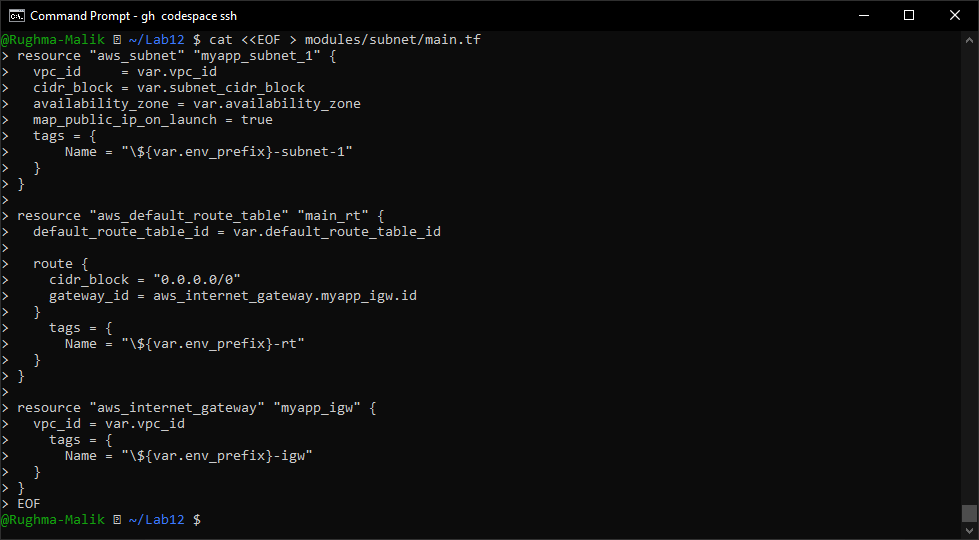 Command Prompt - gh codespace ssh
@Rughma-Malik ~/Lab12 $ cat <<EOF > modules/subnet/main.tf
> resource "aws_subnet" "myapp_subnet_1" {
>   vpc_id     = var.vpc_id
>   cidr_block = var.subnet_cidr_block
>   availability_zone = var.availability_zone
>   map_public_ip_on_launch = true
>   tags = {
>       Name = "\${var.env_prefix}-subnet-1"
>   }
> }
>
> resource "aws_default_route_table" "main_rt" {
>   default_route_table_id = var.default_route_table_id
>
>   route {
>     cidr_block = "0.0.0.0/0"
>     gateway_id = aws_internet_gateway.myapp_igw.id
>   }
>     tags = {
>       Name = "\${var.env_prefix}-rt"
>   }
> }
>
> resource "aws_internet_gateway" "myapp_igw" {
>   vpc_id = var.vpc_id
>     tags = {
>       Name = "\${var.env_prefix}-igw"
>   }
> }
> EOF
@Rughma-Malik ~/Lab12 $